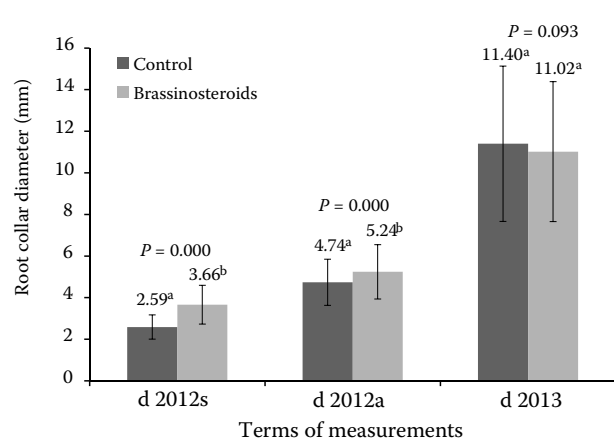 P = 0.093
11.40a 11.02a
16
14
12
10
8
6
4
2
0
Root collar diameter (mm)
Control
Brassinosteroids
P = 0.000
4.74a 5.24b
P = 0.000
2.59a 3.66b
d 2012s d 2012a d 2013
Terms of measurements